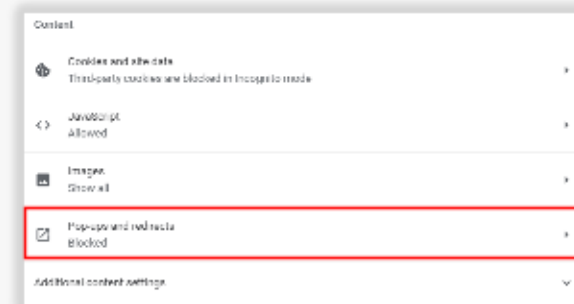 Content
Cookies and site data
Third-party cookies are blocked in Incognito mode
JavaScript
Allowed
Images
Show all
Pop-ups and redirects
Blocked
Additional content settings